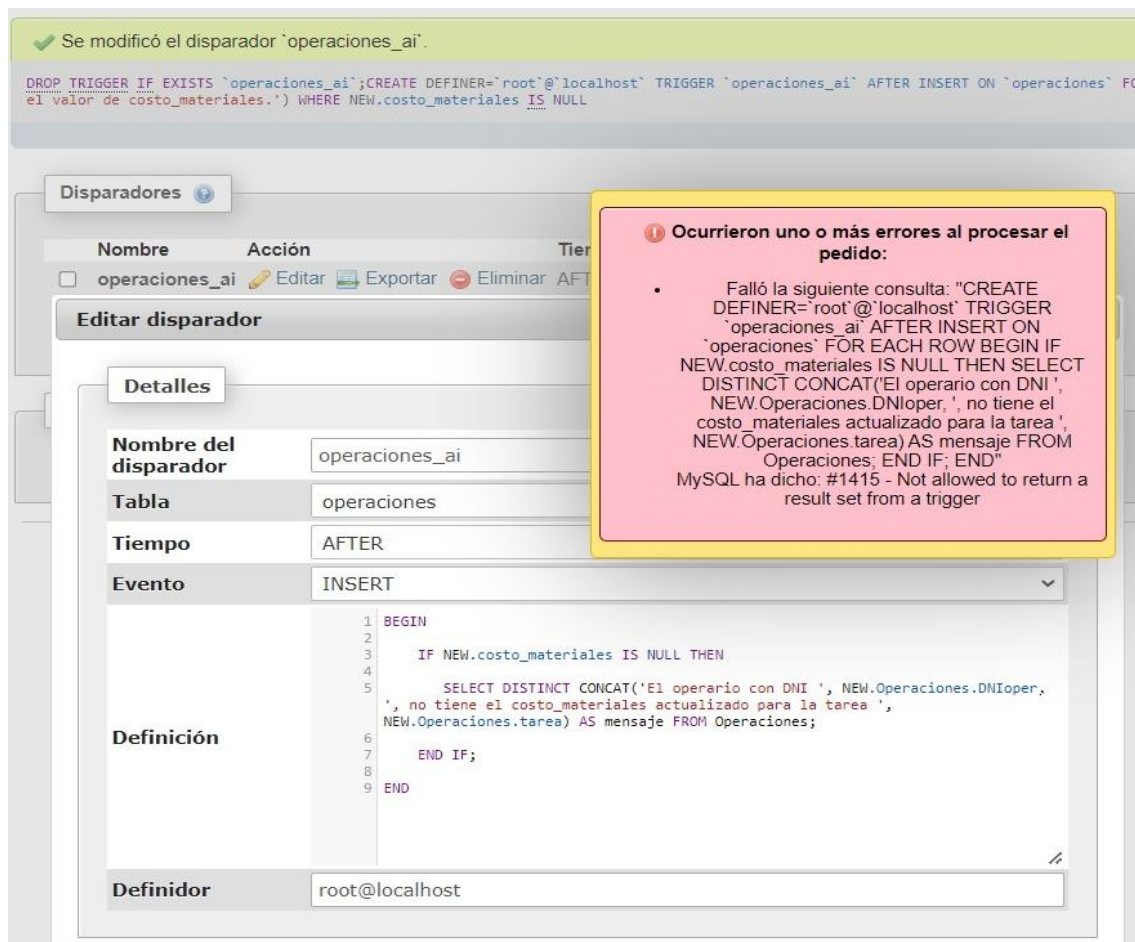 Se modificó el disparador `operaciones_ai`.
DROP TRIGGER IF EXISTS `operaciones_ai`;CREATE DEFINER=`root`@`localhost` TRIGGER `operaciones_ai` AFTER INSERT ON `operaciones` FO
el valor de costo_materiales.') WHERE NEW.costo_materiales IS NULL
Disparadores
Nombre Acción Tier
operaciones_ai Editar Exportar Eliminar AFT
Ocurrieron uno o más errores al procesar el
pedido:
• Falló la siguiente consulta: "CREATE
DEFINER=`root`@`localhost` TRIGGER
`operaciones_ai` AFTER INSERT ON
`operaciones` FOR EACH ROW BEGIN IF
NEW.costo_materiales IS NULL THEN SELECT
DISTINCT CONCAT('El operario con DNI ',
NEW.Operaciones.DNIoper, ', no tiene el
costo_materiales actualizado para la tarea ',
NEW.Operaciones.tarea) AS mensaje FROM
Operaciones; END IF; END"
MySQL ha dicho: #1415 - Not allowed to return a
result set from a trigger
Editar disparador
Detalles
Nombre del
disparador
operaciones_ai
Tabla operaciones
Tiempo AFTER
Evento INSERT
Definición
1 BEGIN
2
3 IF NEW.costo_materiales IS NULL THEN
4
5 SELECT DISTINCT CONCAT('El operario con DNI ', NEW.Operaciones.DNIoper,
', no tiene el costo_materiales actualizado para la tarea ',
NEW.Operaciones.tarea) AS mensaje FROM Operaciones;
6
7 END IF;
8
9 END
Definidor root@localhost